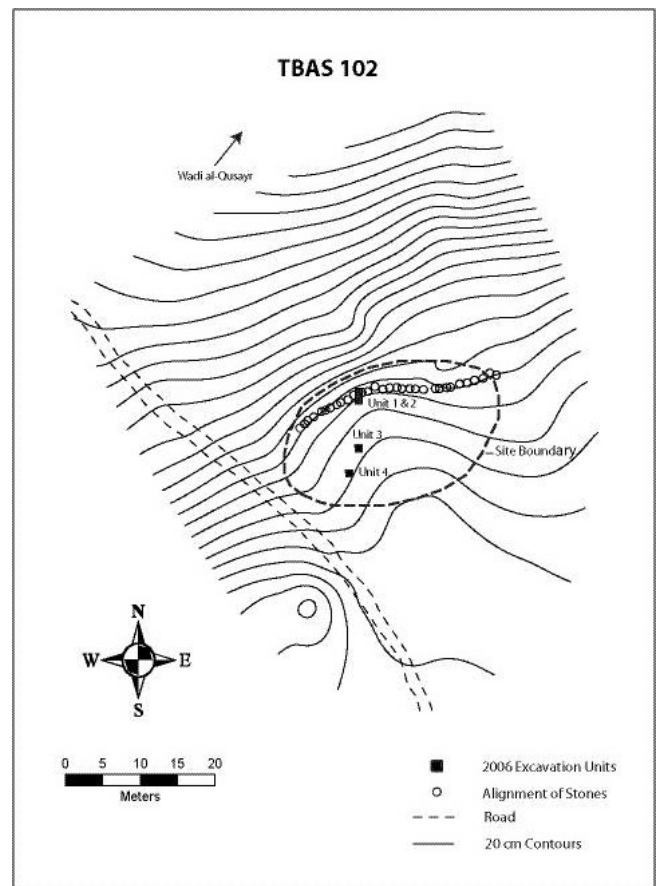 TBAS 102
Wadi al-Qusayr
Unit 1 & 2
Unit 3
Site Boundary
Unit 4
N
W E
S
0 5 10 15 20
Meters
2006 Excavation Units
Alignment of Stones
Road
20 cm Contours